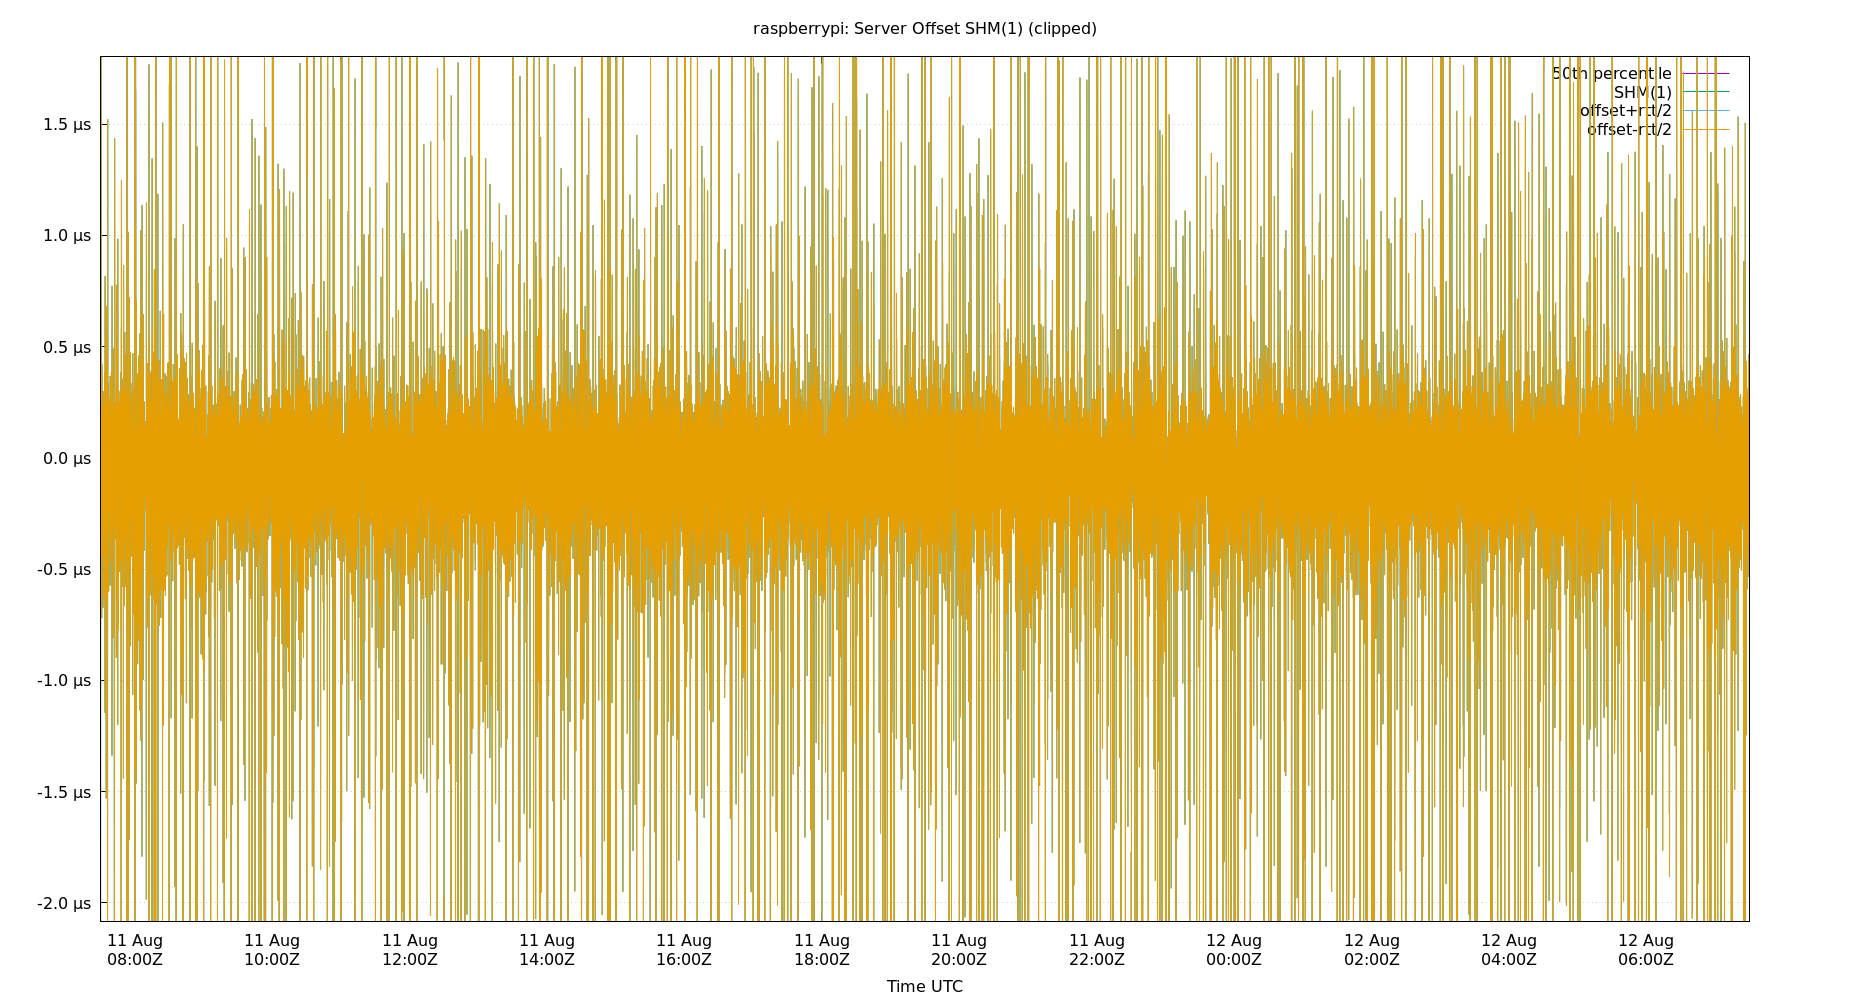 raspberrypi: Server Offset SHM(1) (clipped)
50th percentile
SHM(1)
offset+rtt/2
offset-rtt/2
1.5 µs
1.0 µs
0.5 µs
0.0 µs
-0.5 µs
-1.0 µs
-1.5 µs
-2.0 µs
11 Aug 11 Aug 11 Aug 11 Aug 11 Aug 11 Aug 11 Aug 11 Aug 12 Aug 12 Aug 12 Aug 12 Aug
08:00Z 10:00Z 12:00Z 14:00Z 16:00Z 18:00Z 20:00Z 22:00Z 00:00Z 02:00Z 04:00Z 06:00Z
Time UTC